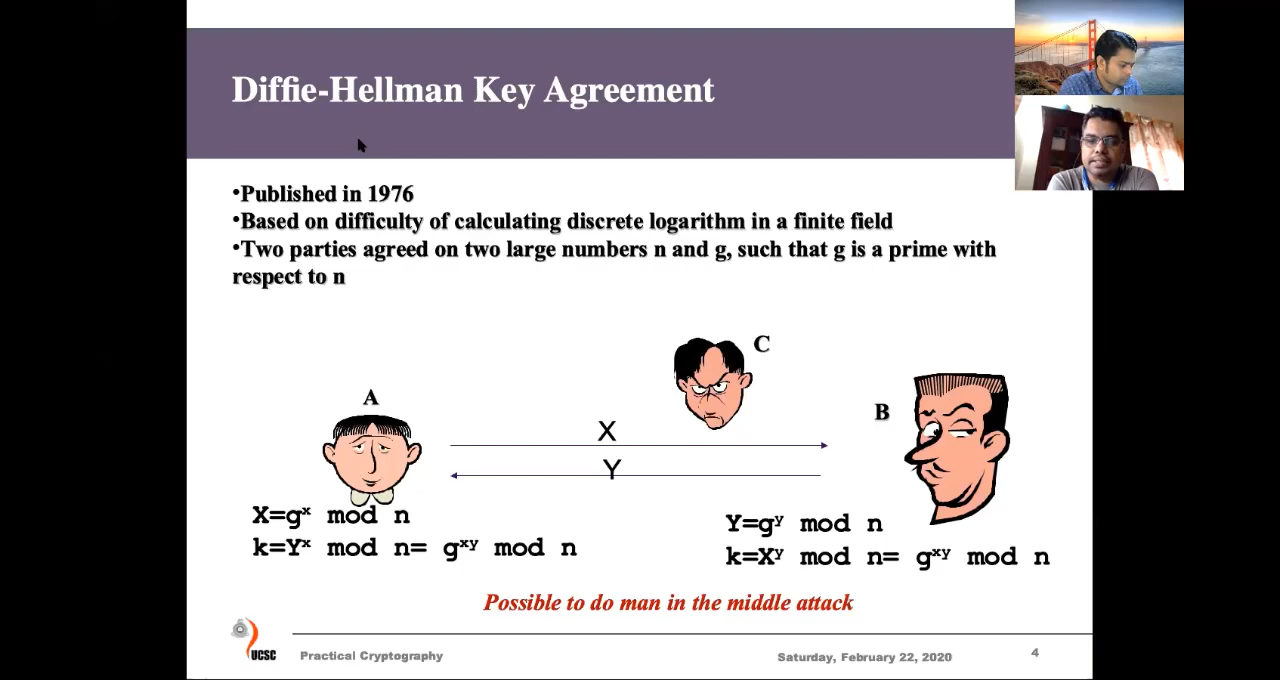 Diffie-Hellman Key Agreement
•Published in 1976
•Based on difficulty of calculating discrete logarithm in a finite field
•Two parties agreed on two large numbers n and g, such that g is a prime with
respect to n
C
A
B
X
Y
X=gˣ mod n
k=Yˣ mod n= gˣʸ mod n
Y=gʸ mod n
k=Xʸ mod n= gˣʸ mod n
Possible to do man in the middle attack
UCSC
Practical Cryptography
Saturday, February 22, 2020
4